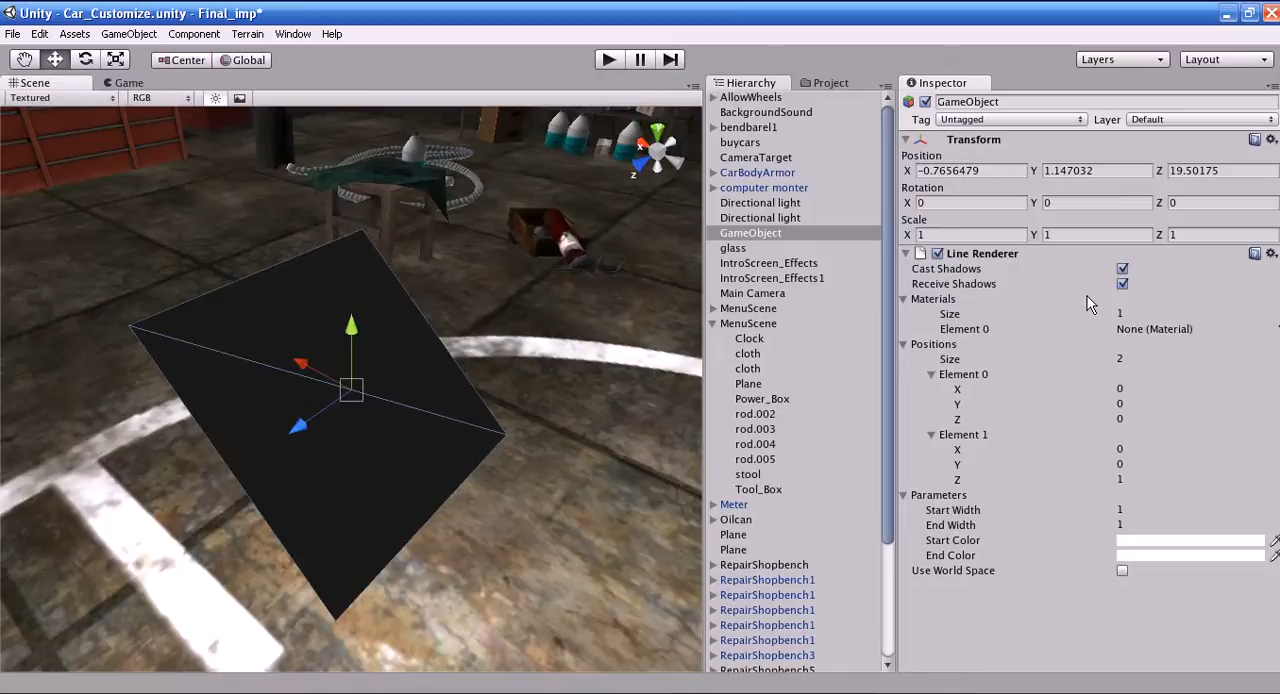 Unity - Car_Customize.unity - Final_imp*
File Edit Assets GameObject Component Terrain Window Help
Center Global Layers Layout
Scene Game
Textured RGB
x
z
Hierarchy Project
AllowWheels
BackgroundSound
bendbarel1
buycars
CameraTarget
CarBodyArmor
computer monter
Directional light
Directional light
GameObject
glass
IntroScreen_Effects
IntroScreen_Effects1
Main Camera
MenuScene
MenuScene
Clock
cloth
cloth
Plane
Power_Box
rod.002
rod.003
rod.004
rod.005
stool
Tool_Box
Meter
Oilcan
Plane
Plane
RepairShopbench
RepairShopbench1
RepairShopbench1
RepairShopbench1
RepairShopbench1
RepairShopbench1
RepairShopbench3
RepairShopbench5
Inspector
GameObject
Tag Untagged Layer Default
Transform
Position
X -0.7656479 Y 1.147032 Z 19.50175
Rotation
X 0 Y 0 Z 0
Scale
X 1 Y 1 Z 1
Line Renderer
Cast Shadows
Receive Shadows
Materials
Size 1
Element 0 None (Material)
Positions
Size 2
Element 0
X 0
Y 0
Z 0
Element 1
X 0
Y 0
Z 1
Parameters
Start Width 1
End Width 1
Start Color
End Color
Use World Space